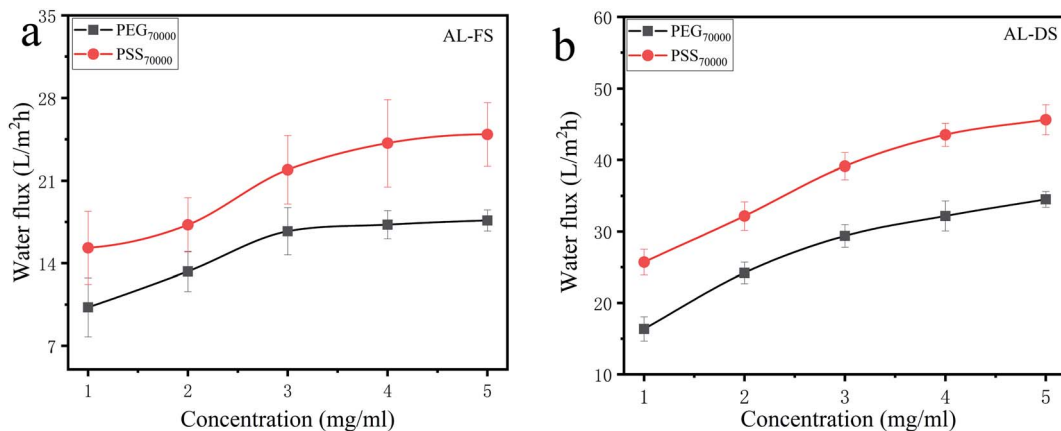 a
PEG70000
PSS70000
AL-FS
35
28
21
14
7
Water flux (L/m²h)
1 2 3 4 5
Concentration (mg/ml)
b
PEG70000
PSS70000
AL-DS
60
50
40
30
20
10
Water flux (L/m²h)
1 2 3 4 5
Concentration (mg/ml)